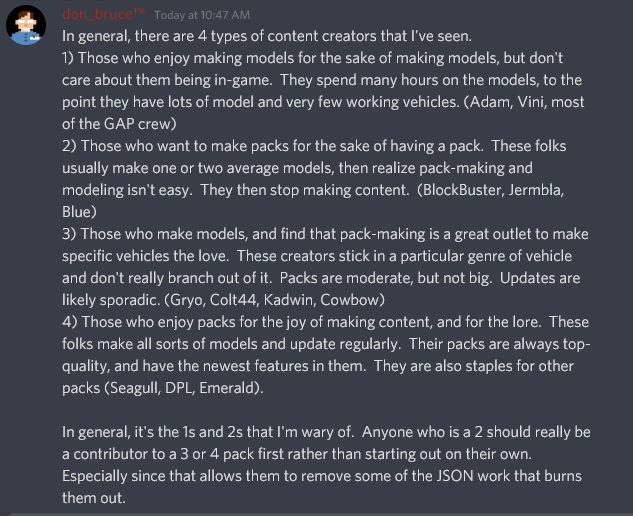 don_bruce™ Today at 10:47 AM
In general, there are 4 types of content creators that I've seen.
1) Those who enjoy making models for the sake of making models, but don't
care about them being in-game. They spend many hours on the models, to the
point they have lots of model and very few working vehicles. (Adam, Vini, most
of the GAP crew)
2) Those who want to make packs for the sake of having a pack. These folks
usually make one or two average models, then realize pack-making and
modeling isn't easy. They then stop making content. (BlockBuster, Jermbla,
Blue)
3) Those who make models, and find that pack-making is a great outlet to make
specific vehicles the love. These creators stick in a particular genre of vehicle
and don't really branch out of it. Packs are moderate, but not big. Updates are
likely sporadic. (Gryo, Colt44, Kadwin, Cowbow)
4) Those who enjoy packs for the joy of making content, and for the lore. These
folks make all sorts of models and update regularly. Their packs are always top-
quality, and have the newest features in them. They are also staples for other
packs (Seagull, DPL, Emerald).
In general, it's the 1s and 2s that I'm wary of. Anyone who is a 2 should really be
a contributor to a 3 or 4 pack first rather than starting out on their own.
Especially since that allows them to remove some of the JSON work that burns
them out.